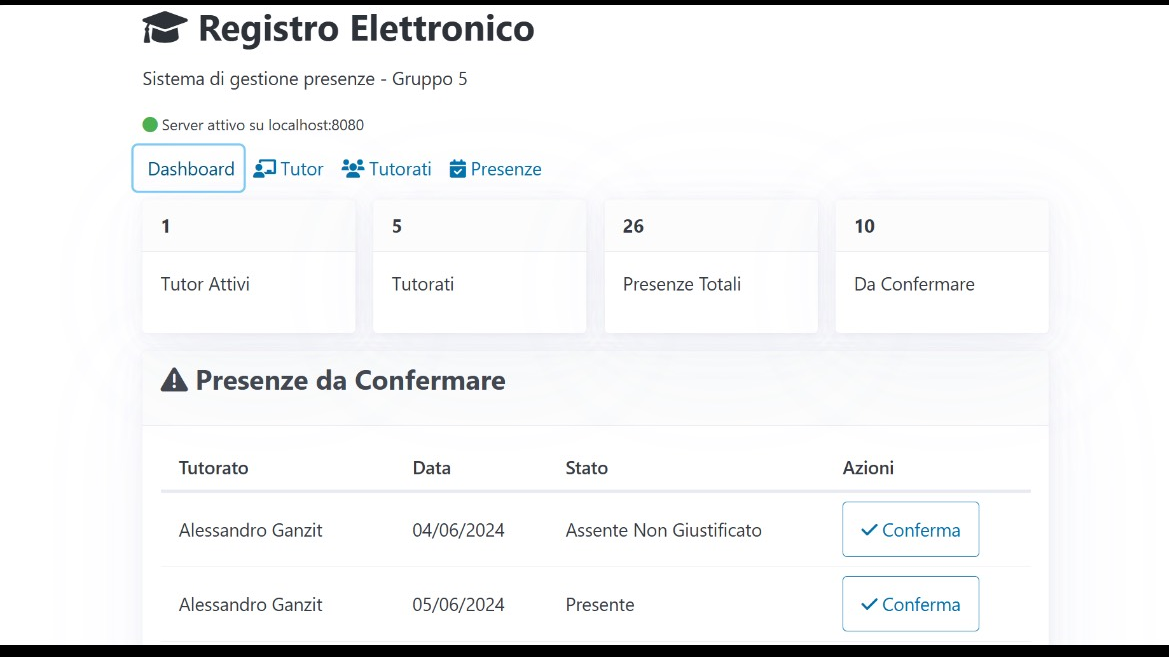 Registro Elettronico
Sistema di gestione presenze - Gruppo 5
Server attivo su localhost:8080
Dashboard Tutor Tutorati Presenze
1 5 26 10
Tutor Attivi Tutorati Presenze Totali Da Confermare
Presenze da Confermare
Tutorato Data Stato Azioni
Alessandro Ganzit 04/06/2024 Assente Non Giustificato Conferma
Alessandro Ganzit 05/06/2024 Presente Conferma